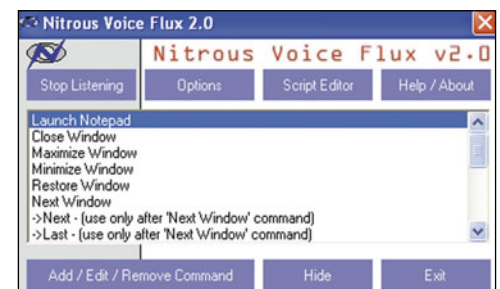 Nitrous Voice Flux 2.0
Nitrous Voice Flux v2.0
Stop Listening Options Script Editor Help / About
Launch Notepad
Close Window
Maximize Window
Minimize Window
Restore Window
Next Window
->Next - (use only after 'Next Window' command)
->Last - (use only after 'Next Window' command)
Add / Edit / Remove Command Hide Exit